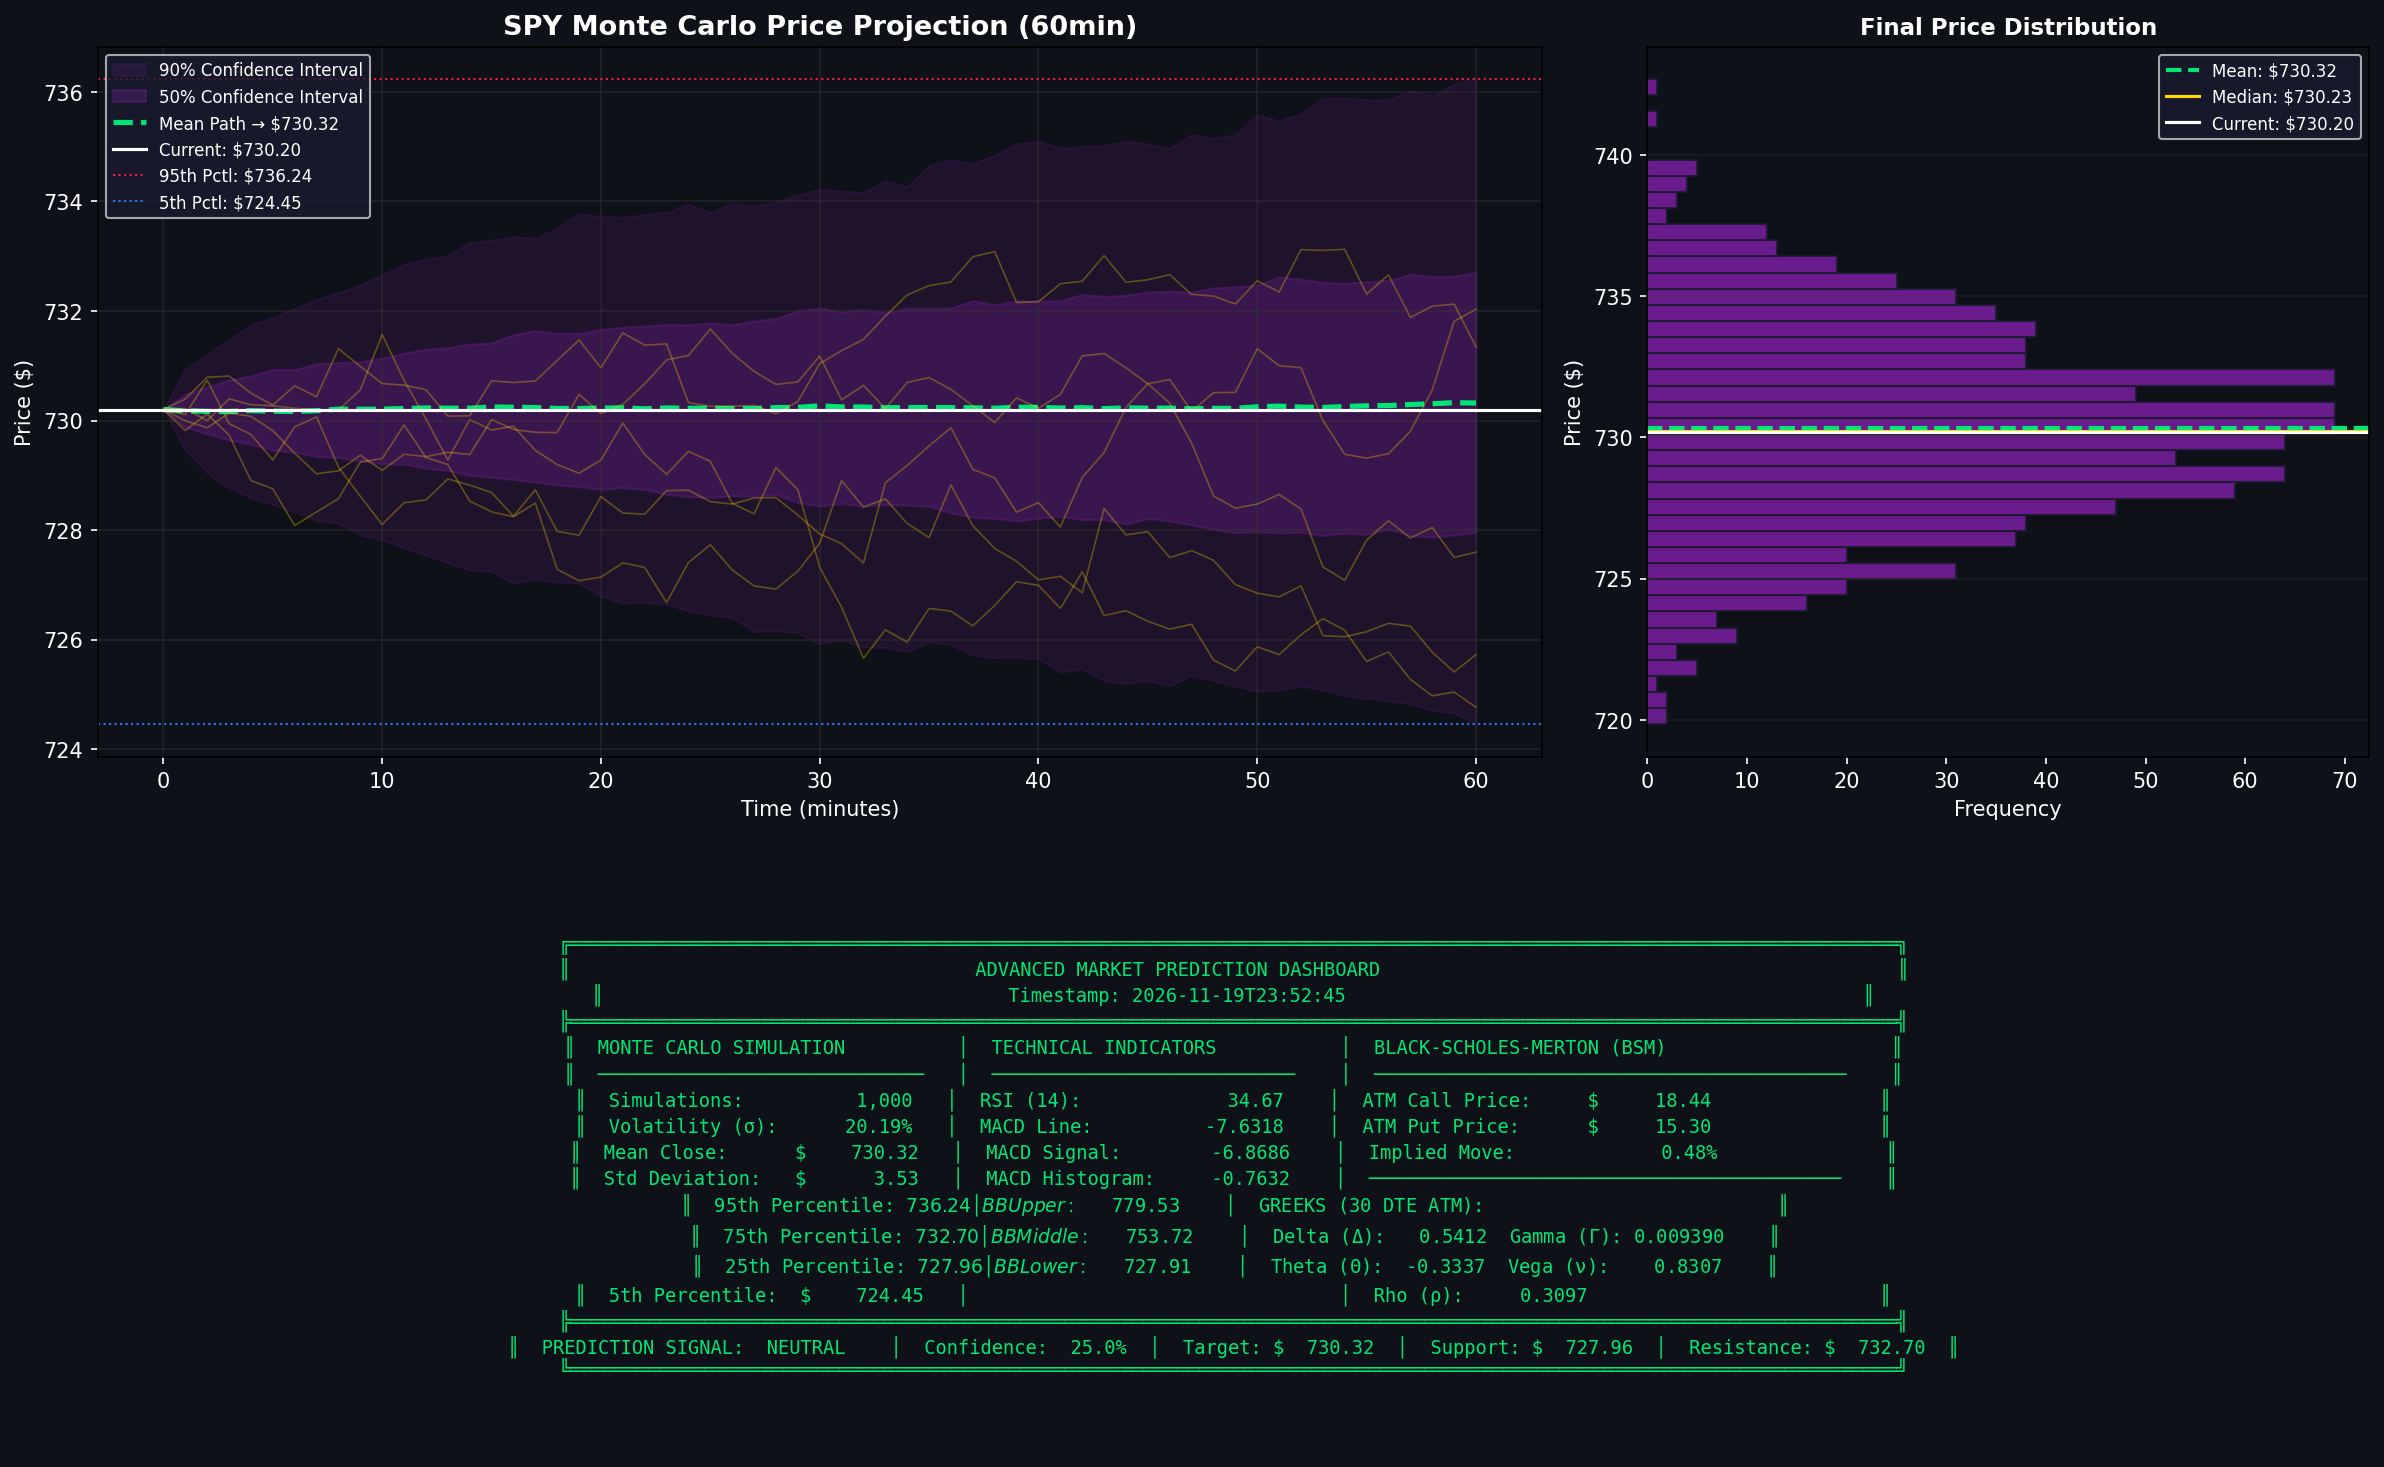 SPY Monte Carlo Price Projection (60min)
90% Confidence Interval
50% Confidence Interval
Mean Path → $730.32
Current: $730.20
95th Pctl: $736.24
5th Pctl: $724.45
Price ($)
736
734
732
730
728
726
724
0 10 20 30 40 50 60
Time (minutes)
Final Price Distribution
Mean: $730.32
Median: $730.23
Current: $730.20
Price ($)
740
735
730
725
720
0 10 20 30 40 50 60 70
Frequency
ADVANCED MARKET PREDICTION DASHBOARD
Timestamp: 2026-11-19T23:52:45
MONTE CARLO SIMULATION │ TECHNICAL INDICATORS │ BLACK-SCHOLES-MERTON (BSM)
Simulations: 1,000 │ RSI (14): 34.67 │ ATM Call Price: $ 18.44
Volatility (σ): 20.19% │ MACD Line: -7.6318 │ ATM Put Price: $ 15.30
Mean Close: $ 730.32 │ MACD Signal: -6.8686 │ Implied Move: 0.48%
Std Deviation: $ 3.53 │ MACD Histogram: -0.7632 │
95th Percentile: 736.24│BBUpper: 779.53 │ GREEKS (30 DTE ATM):
75th Percentile: 732.70│BBMiddle: 753.72 │ Delta (Δ): 0.5412 Gamma (Γ): 0.009390
25th Percentile: 727.96│BBLower: 727.91 │ Theta (Θ): -0.3337 Vega (ν): 0.8307
5th Percentile: $ 724.45 │ │ Rho (ρ): 0.3097
PREDICTION SIGNAL: NEUTRAL │ Confidence: 25.0% │ Target: $ 730.32 │ Support: $ 727.96 │ Resistance: $ 732.70